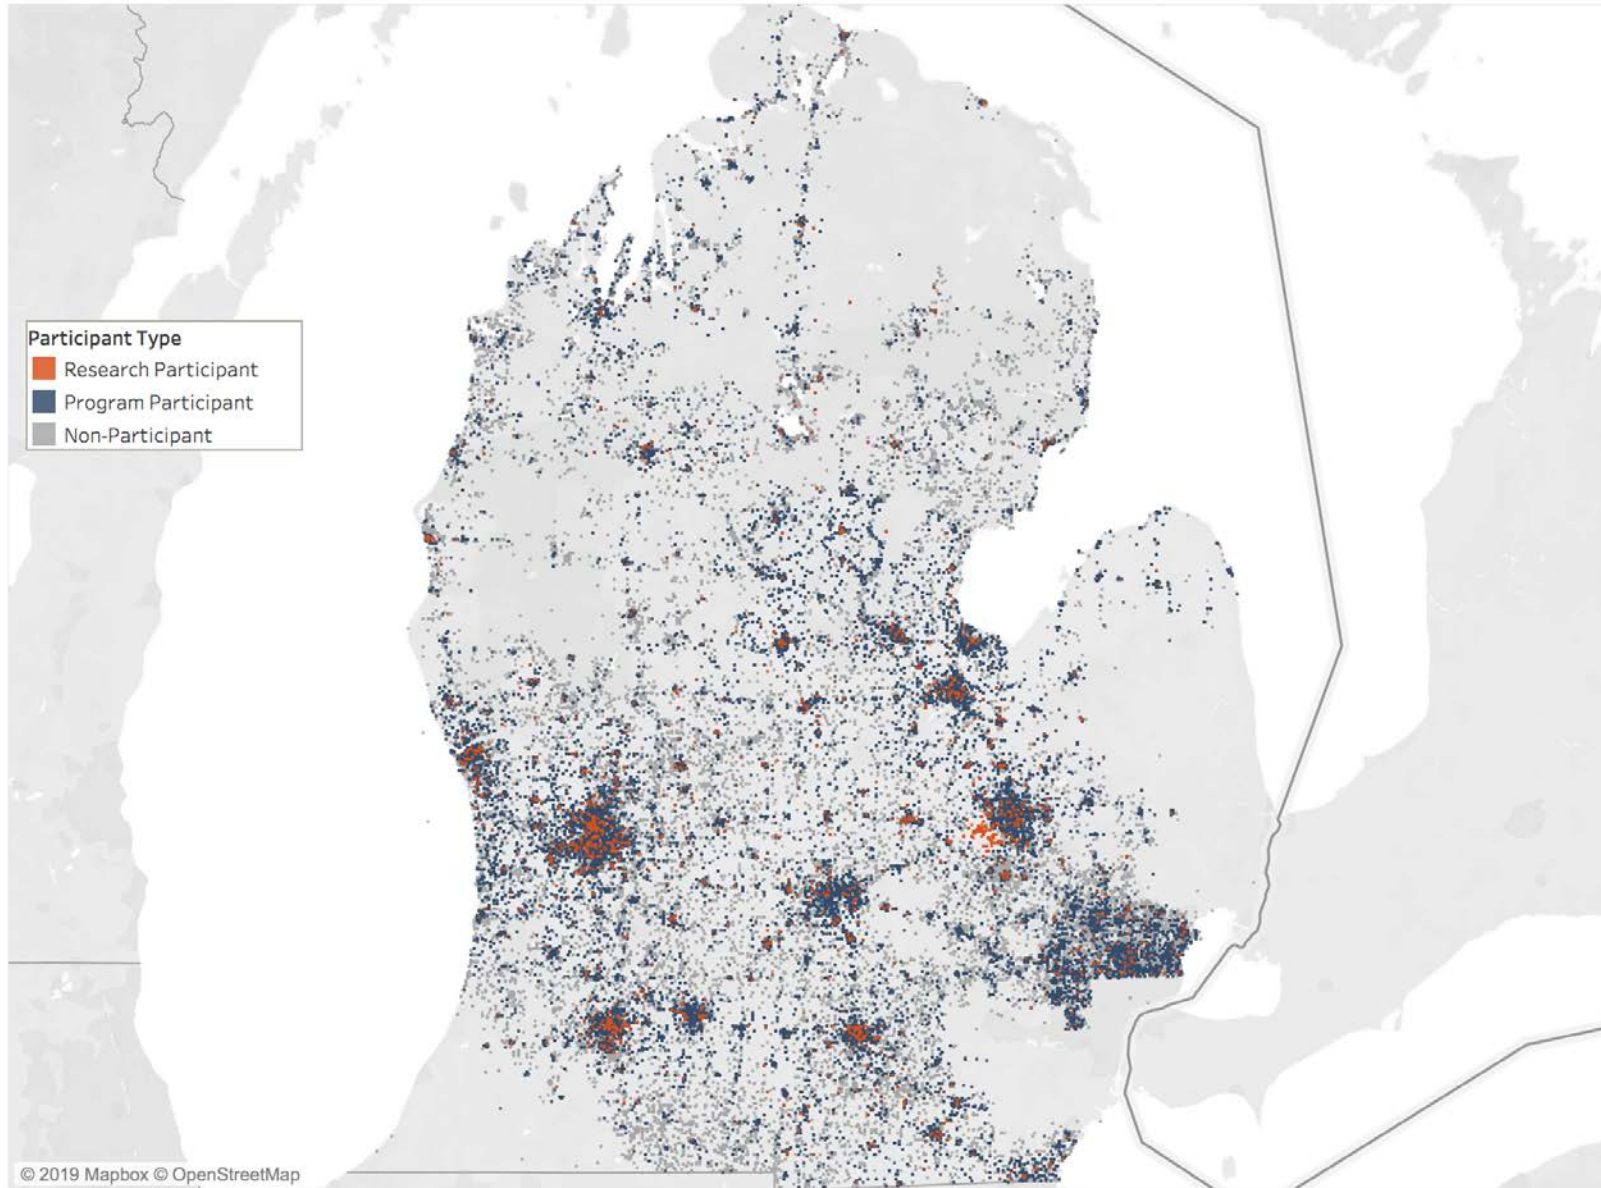 Participant Type
Research Participant
Program Participant
Non-Participant
© 2019 Mapbox © OpenStreetMap